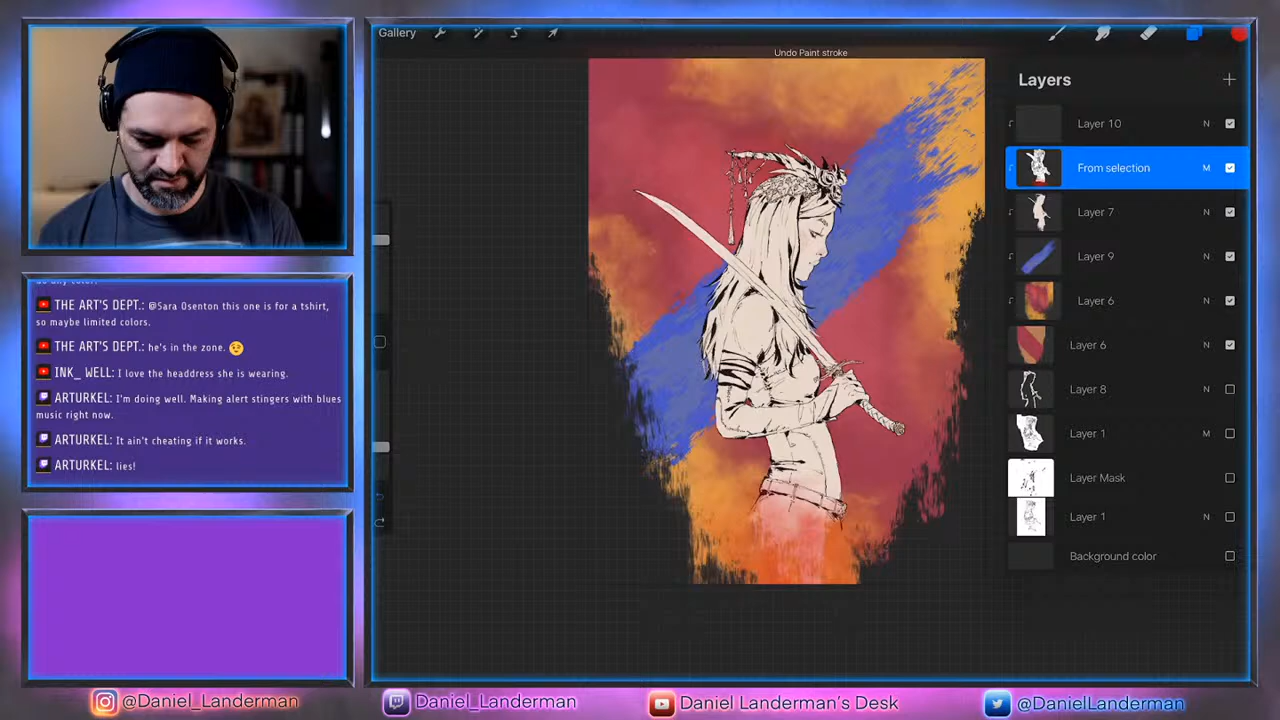 Gallery
Undo Paint stroke
Layers
Layer 10 N
From selection M
Layer 7 N
Layer 9 N
Layer 6 N
Layer 6 N
Layer 8 N
Layer 1 M
Layer Mask
Layer 1 N
Background color
THE ART'S DEPT.: @Sara Osenton this one is for a tshirt,
so maybe limited colors.
THE ART'S DEPT.: he's in the zone.
INK_ WELL: I love the headdress she is wearing.
ARTURKEL: I'm doing well. Making alert stingers with blues
music right now.
ARTURKEL: It ain't cheating if it works.
ARTURKEL: lies!
@Daniel_Landerman
Daniel_Landerman
Daniel Landerman's Desk
@DanielLanderman